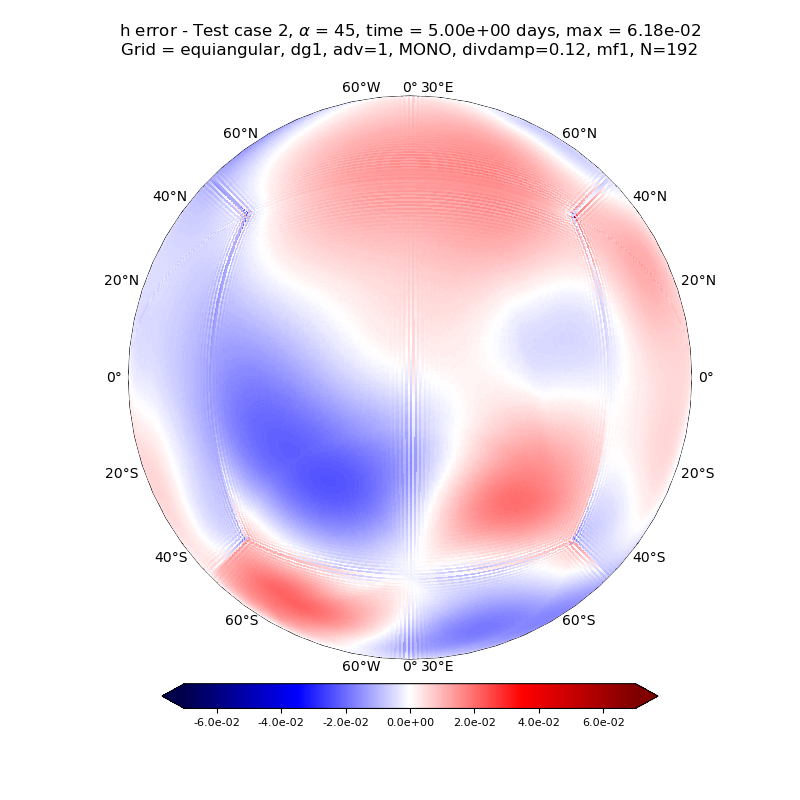 h error - Test case 2, α = 45, time = 5.00e+00 days, max = 6.18e-02
Grid = equiangular, dg1, adv=1, MONO, divdamp=0.12, mf1, N=192
60°W 0° 30°E
60°N 60°N
40°N 40°N
20°N 20°N
0° 0°
20°S 20°S
40°S 40°S
60°S 60°S
60°W 0° 30°E
-6.0e-02 -4.0e-02 -2.0e-02 0.0e+00 2.0e-02 4.0e-02 6.0e-02